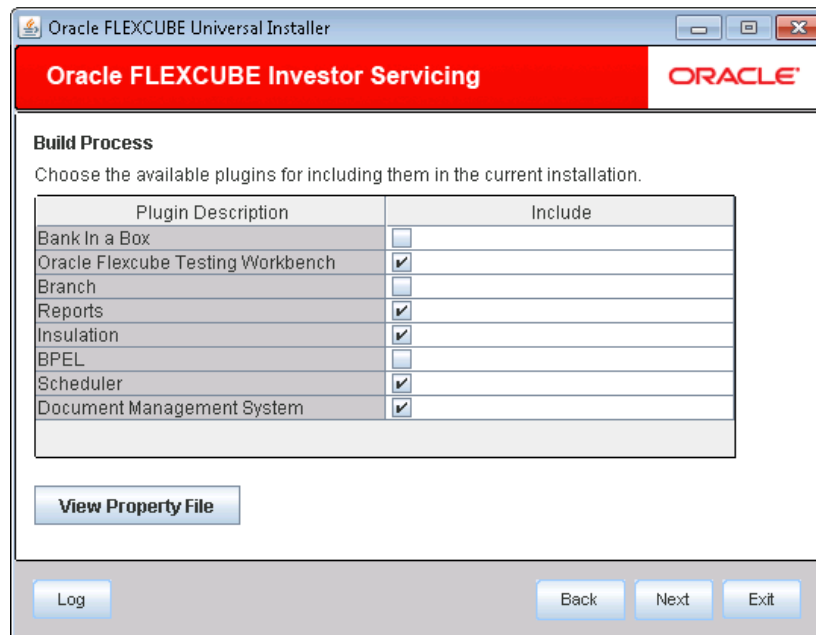 Oracle FLEXCUBE Universal Installer
Oracle FLEXCUBE Investor Servicing
ORACLE
Build Process
Choose the available plugins for including them in the current installation.
Plugin Description Include
Bank In a Box
Oracle Flexcube Testing Workbench
Branch
Reports
Insulation
BPEL
Scheduler
Document Management System
View Property File
Log Back Next Exit